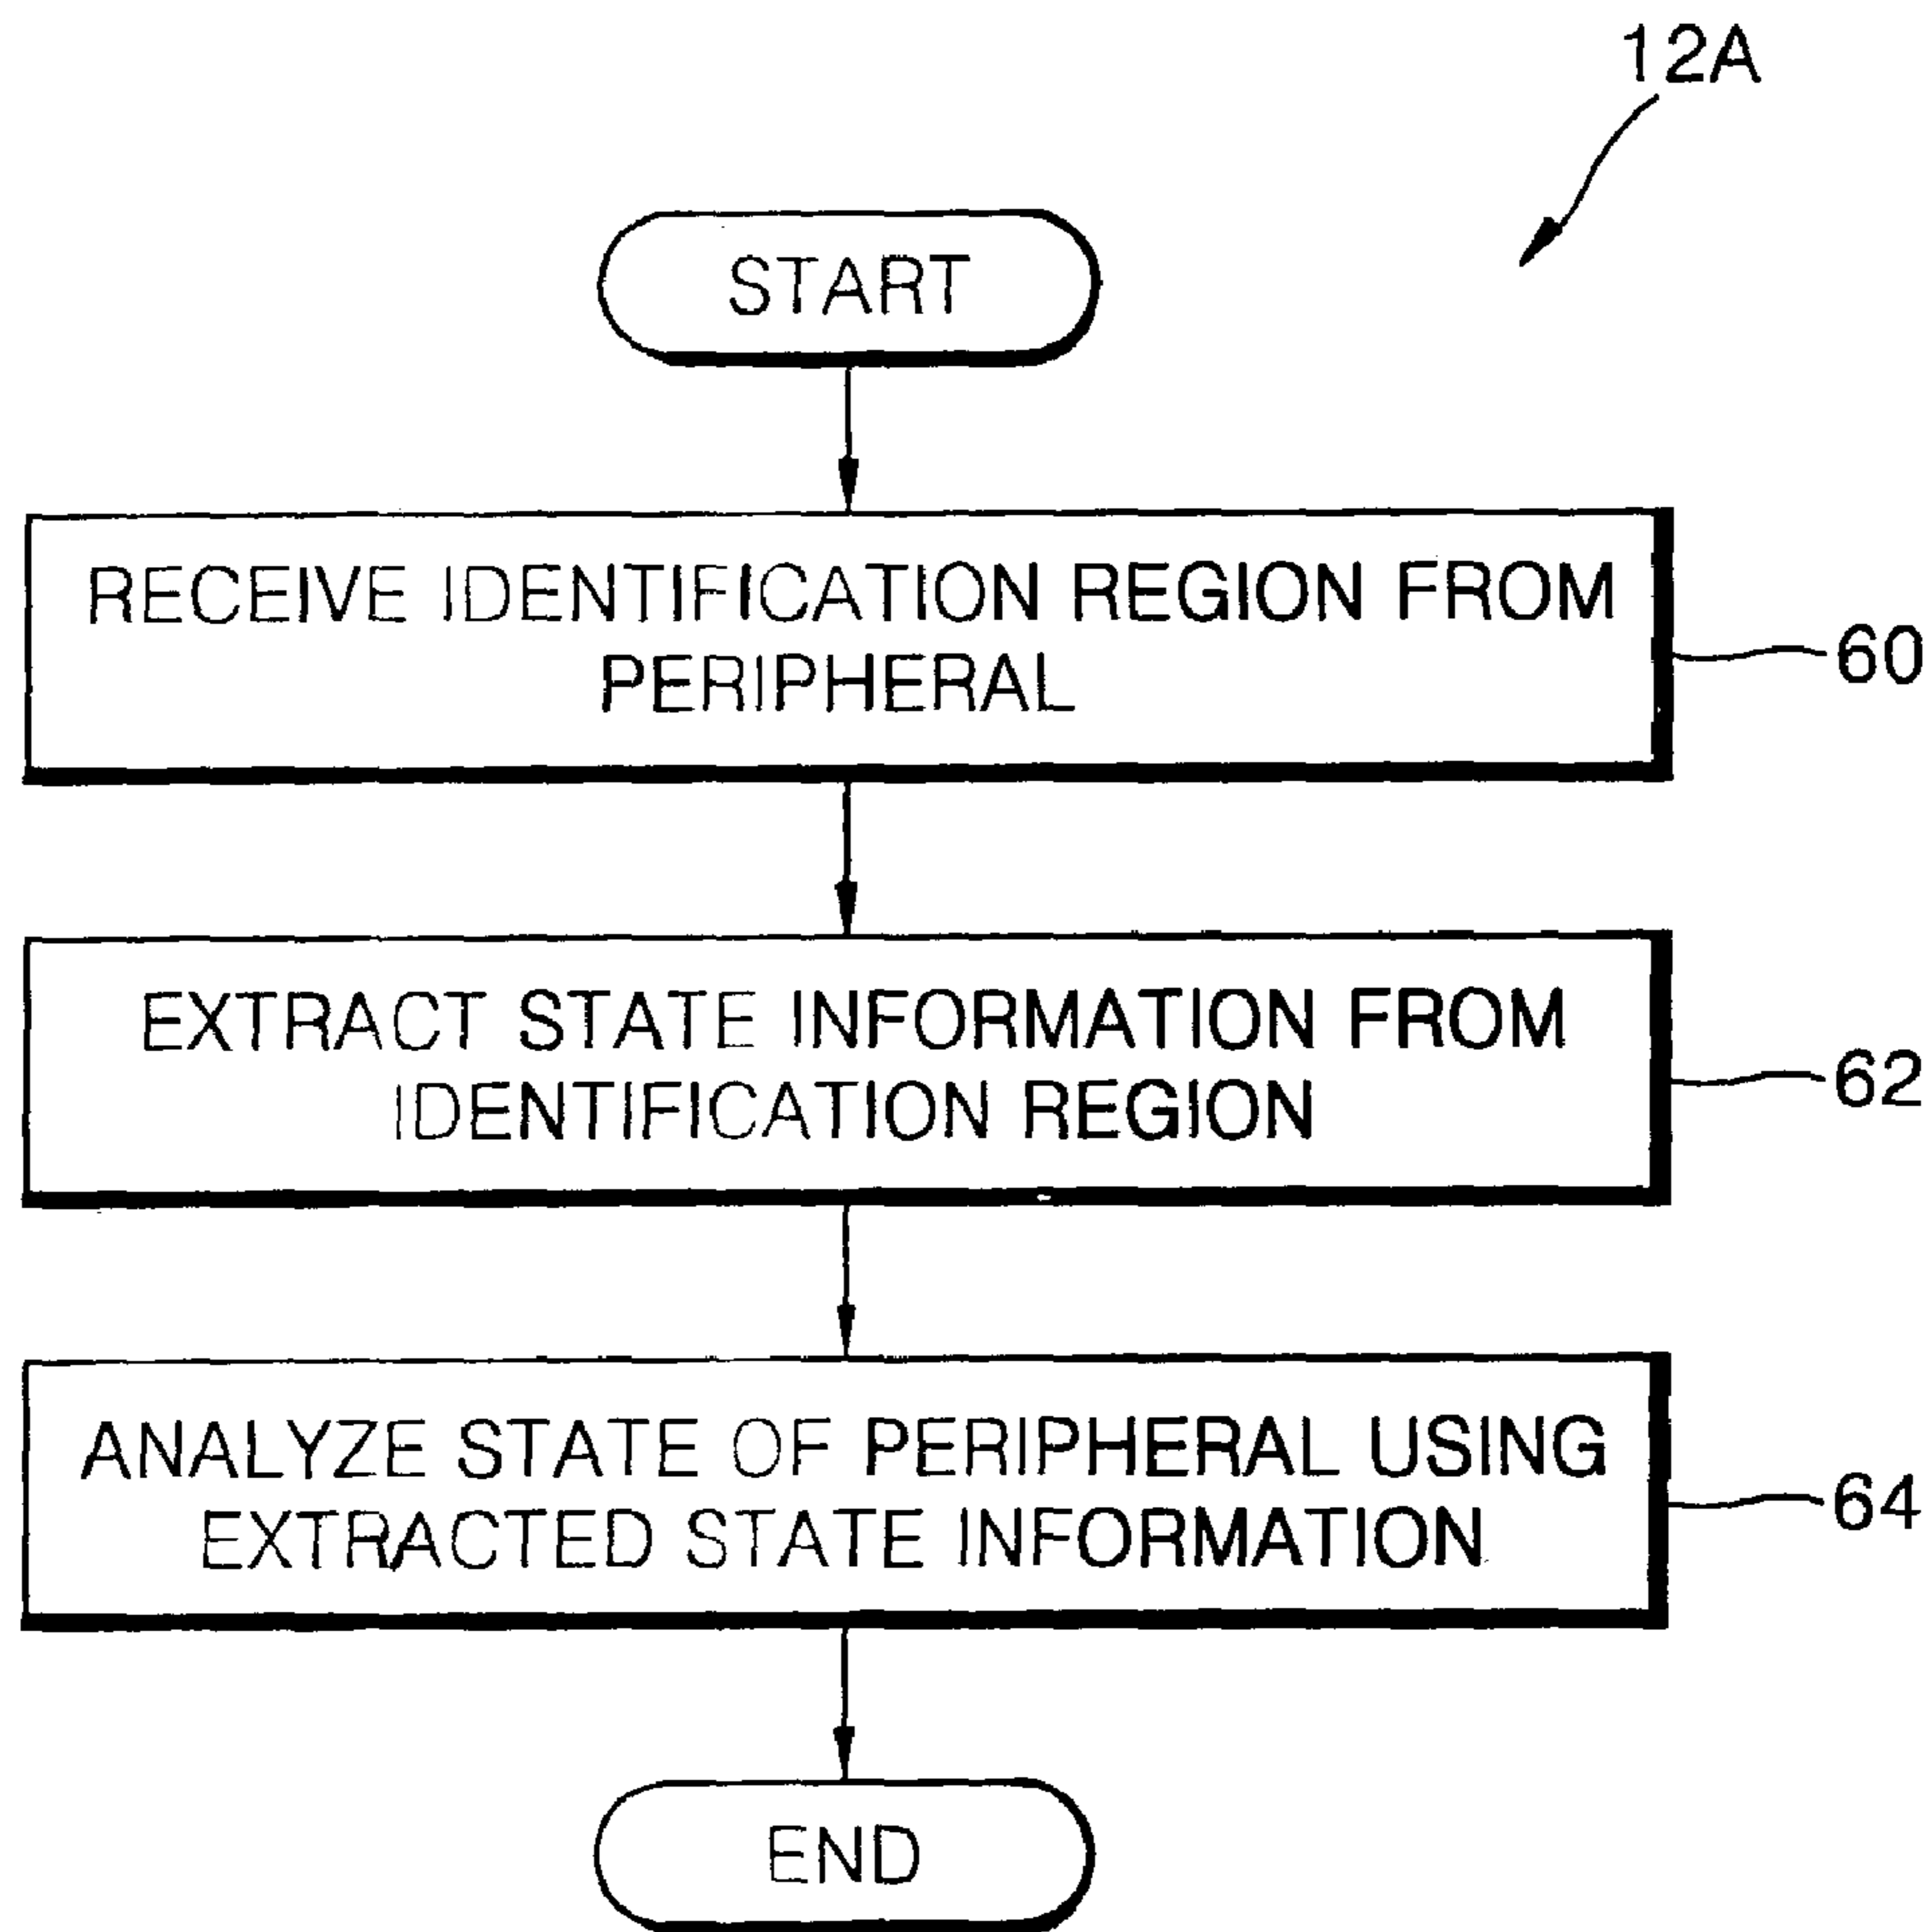 12A
START
RECEIVE IDENTIFICATION REGION FROM
PERIPHERAL
60
EXTRACT STATE INFORMATION FROM
IDENTIFICATION REGION
62
ANALYZE STATE OF PERIPHERAL USING
EXTRACTED STATE INFORMATION
64
END